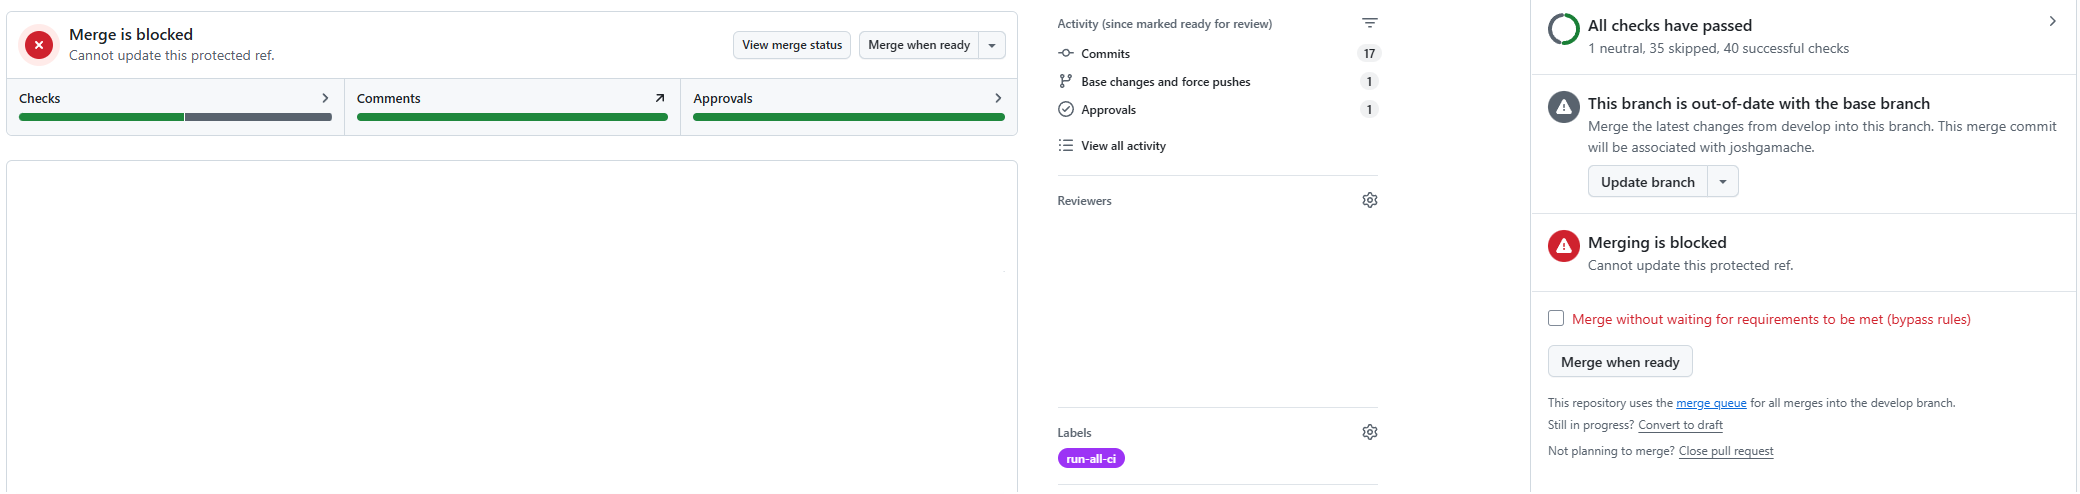 Merge is blocked
Cannot update this protected ref.
View merge status
Merge when ready
Checks
Comments
Approvals
Activity (since marked ready for review)
Commits 17
Base changes and force pushes 1
Approvals 1
View all activity
Reviewers
Labels
run-all-ci
All checks have passed
1 neutral, 35 skipped, 40 successful checks
This branch is out-of-date with the base branch
Merge the latest changes from develop into this branch. This merge commit
will be associated with joshgamache.
Update branch
Merging is blocked
Cannot update this protected ref.
Merge without waiting for requirements to be met (bypass rules)
Merge when ready
This repository uses the merge queue for all merges into the develop branch.
Still in progress? Convert to draft
Not planning to merge? Close pull request